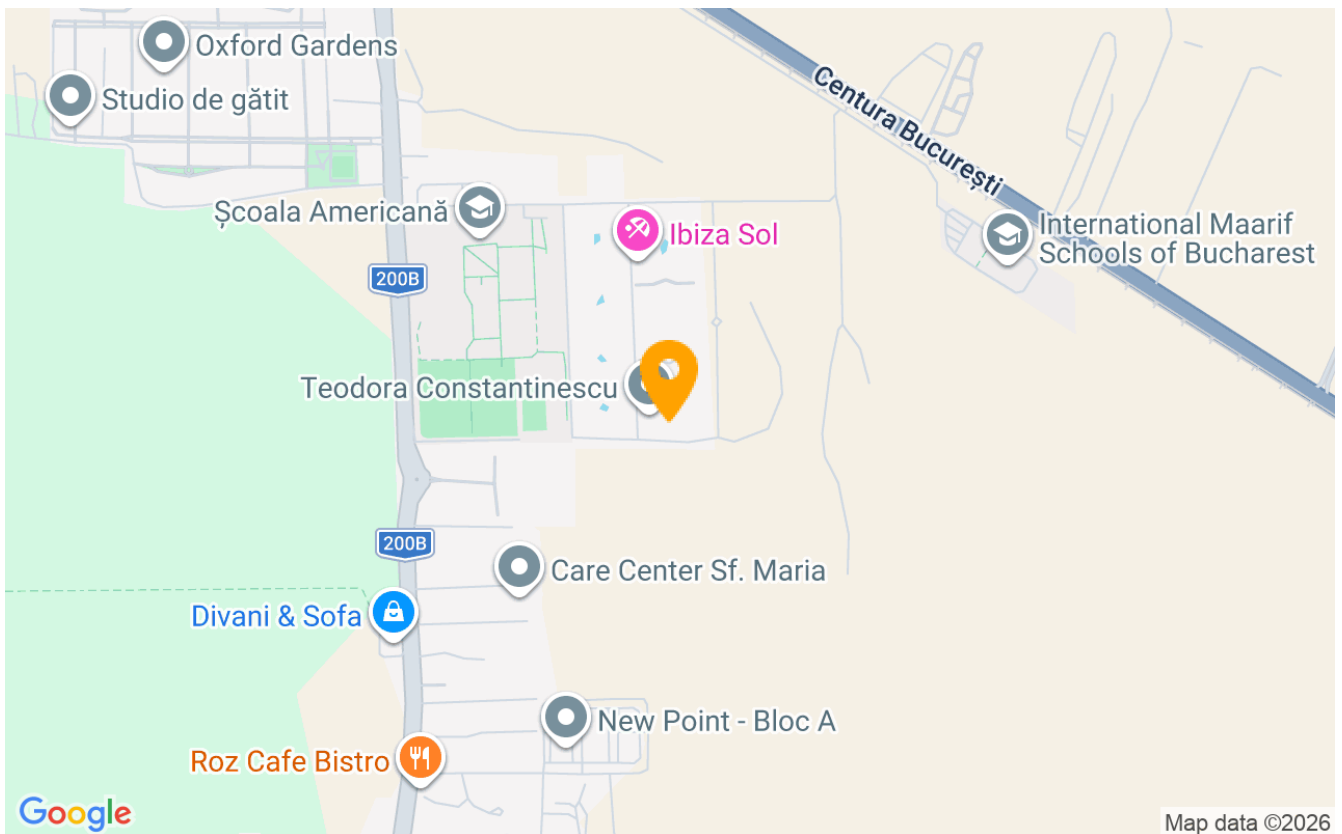 Oxford Gardens
Studio de gătit
Centura București
Școala Americană
Ibiza Sol
International Maarif
Schools of Bucharest
200B
Teodora Constantinescu
200B
Care Center Sf. Maria
Divani & Sofa
New Point - Bloc A
Roz Cafe Bistro
Google
Map data ©2026